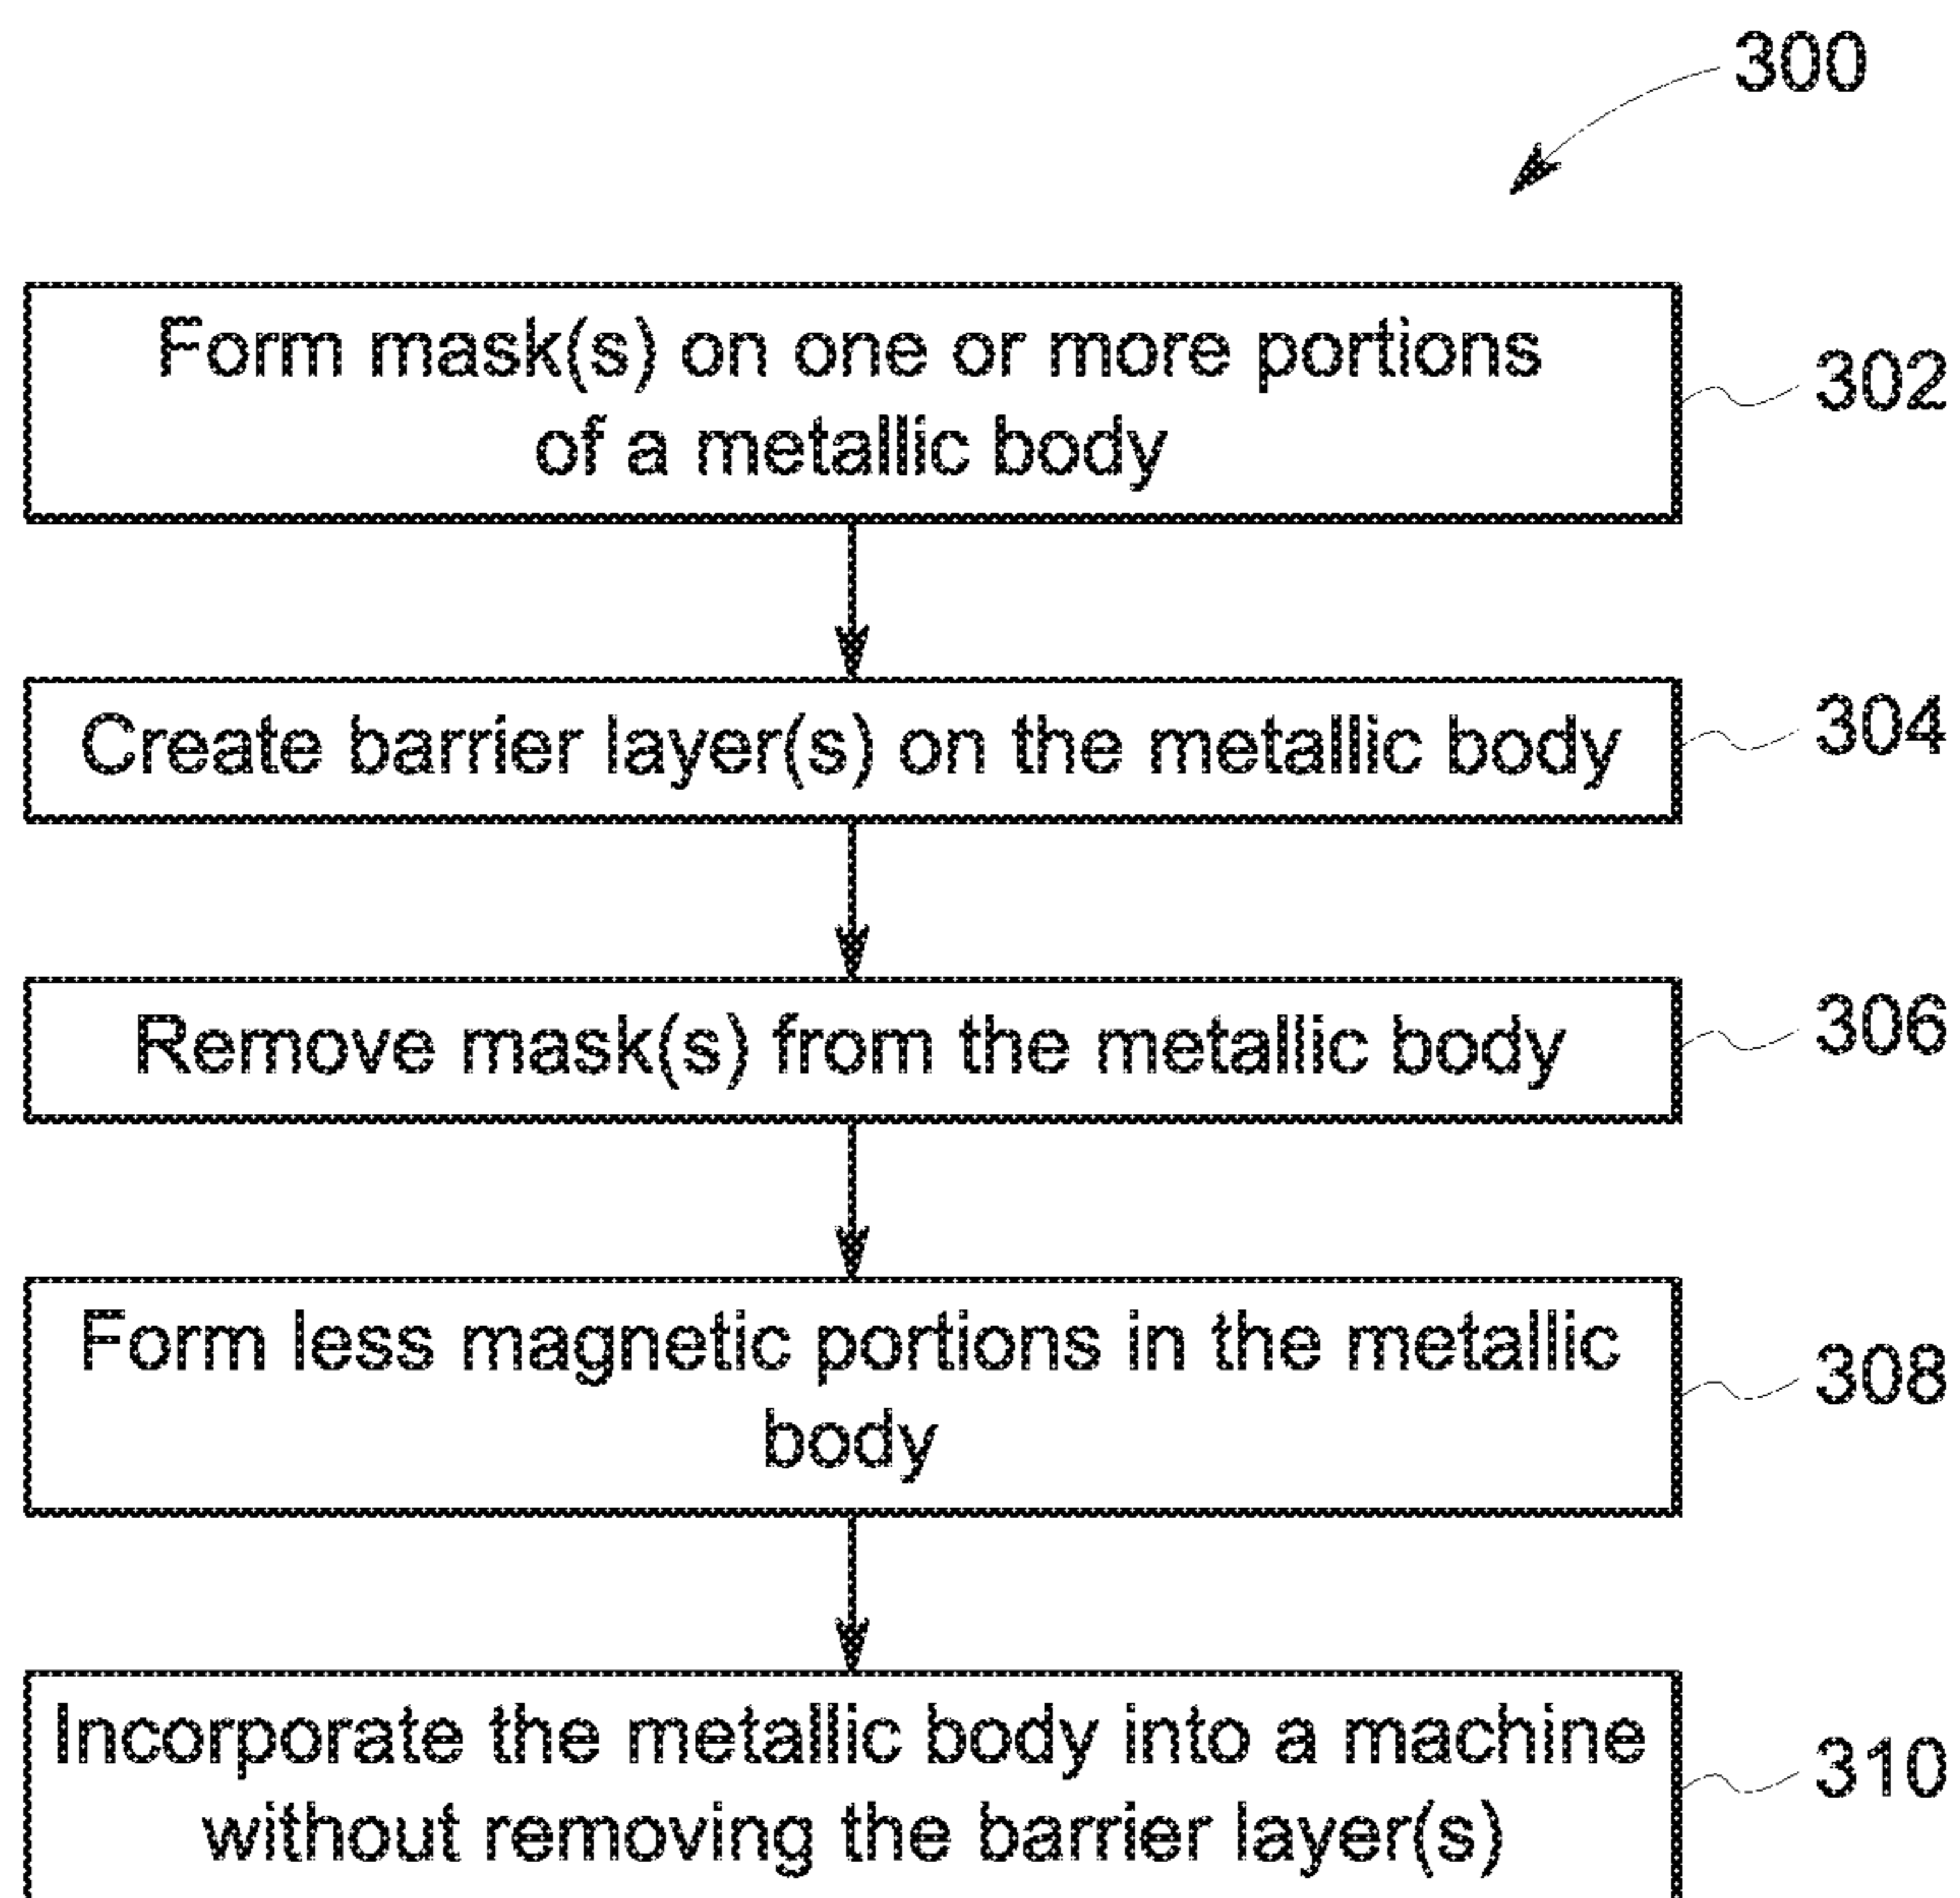 300
Form mask(s) on one or more portions
of a metallic body
302
Create barrier layer(s) on the metallic body
304
Remove mask(s) from the metallic body
306
Form less magnetic portions in the metallic
body
308
Incorporate the metallic body into a machine
without removing the barrier layer(s)
310